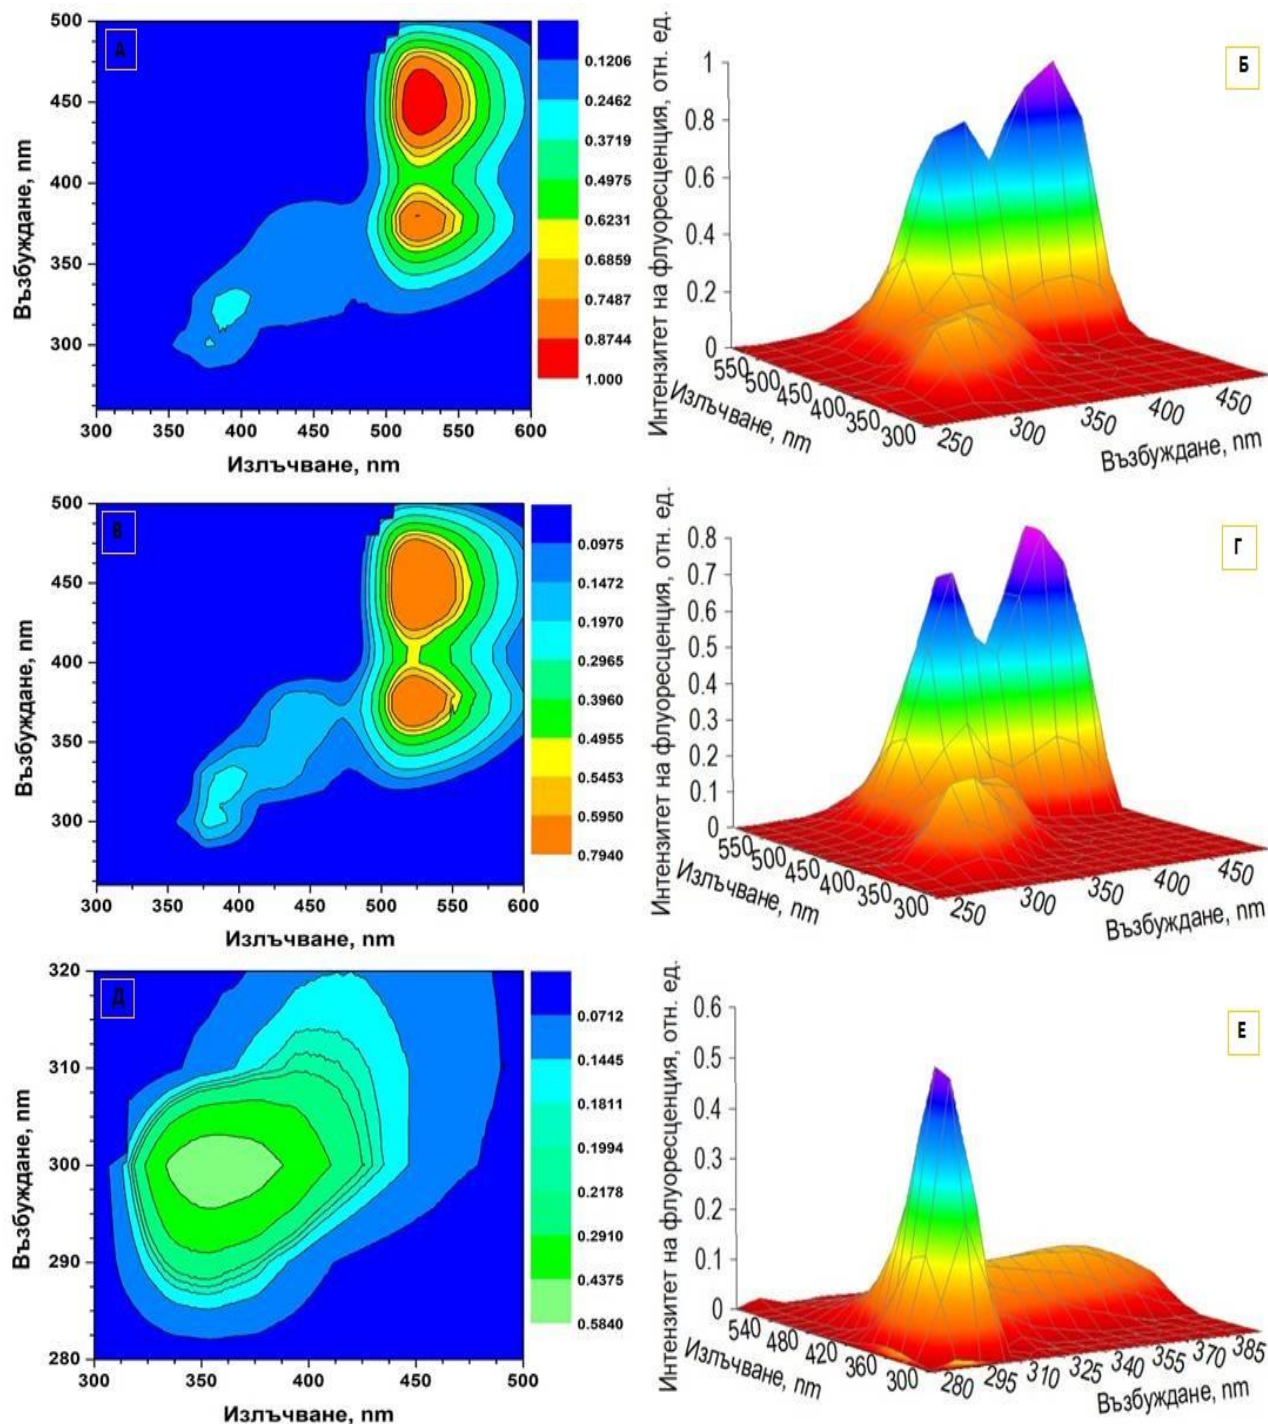 А
500
450
400
350
300
Възбуждане, nm
300 350 400 450 500 550 600
Излъчване, nm
0.1206
0.2462
0.3719
0.4975
0.6231
0.6859
0.7487
0.8744
1.000
Б
Интензитет на флуоресценция, отн. ед.
1
0.8
0.6
0.4
0.2
0
550 500 450 400 350 300
Излъчване, nm
250 300 350 400 450
Възбуждане, nm
В
500
450
400
350
300
Възбуждане, nm
300 350 400 450 500 550 600
Излъчване, nm
0.0975
0.1472
0.1970
0.2965
0.3960
0.4955
0.5453
0.5950
0.7940
Г
Интензитет на флуоресценция, отн. ед.
0.8
0.7
0.6
0.5
0.4
0.3
0.2
0.1
0
550 500 450 400 350 300
Излъчване, nm
250 300 350 400 450
Възбуждане, nm
Д
320
310
300
290
280
Възбуждане, nm
300 350 400 450 500
Излъчване, nm
0.0712
0.1445
0.1811
0.1994
0.2178
0.2910
0.4375
0.5840
Е
Интензитет на флуоресценция, отн. ед.
0.6
0.5
0.4
0.3
0.2
0.1
0
540 480 420 360 300
Излъчване, nm
280 295 310 325 340 355 370 385
Възбуждане, nm